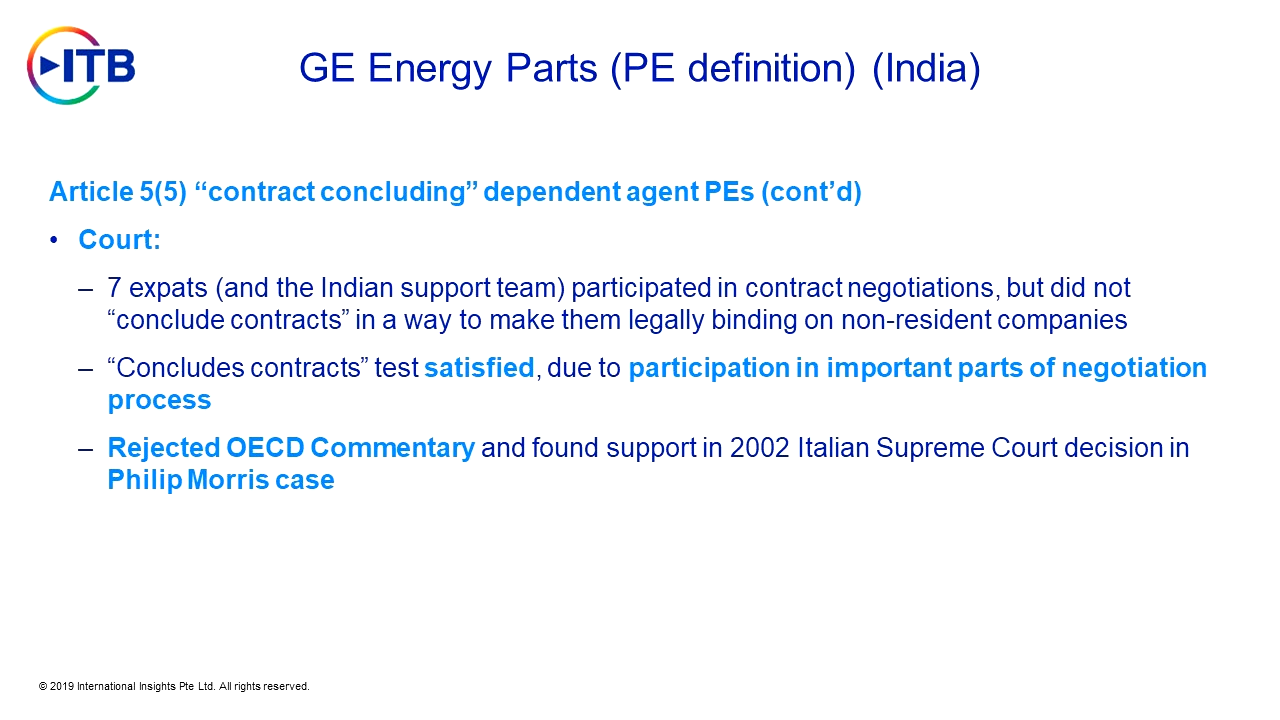 ITB
GE Energy Parts (PE definition) (India)
Article 5(5) “contract concluding” dependent agent PEs (cont’d)
• Court:
– 7 expats (and the Indian support team) participated in contract negotiations, but did not
“conclude contracts” in a way to make them legally binding on non-resident companies
– “Concludes contracts” test satisfied, due to participation in important parts of negotiation
process
– Rejected OECD Commentary and found support in 2002 Italian Supreme Court decision in
Philip Morris case
© 2019 International Insights Pte Ltd. All rights reserved.